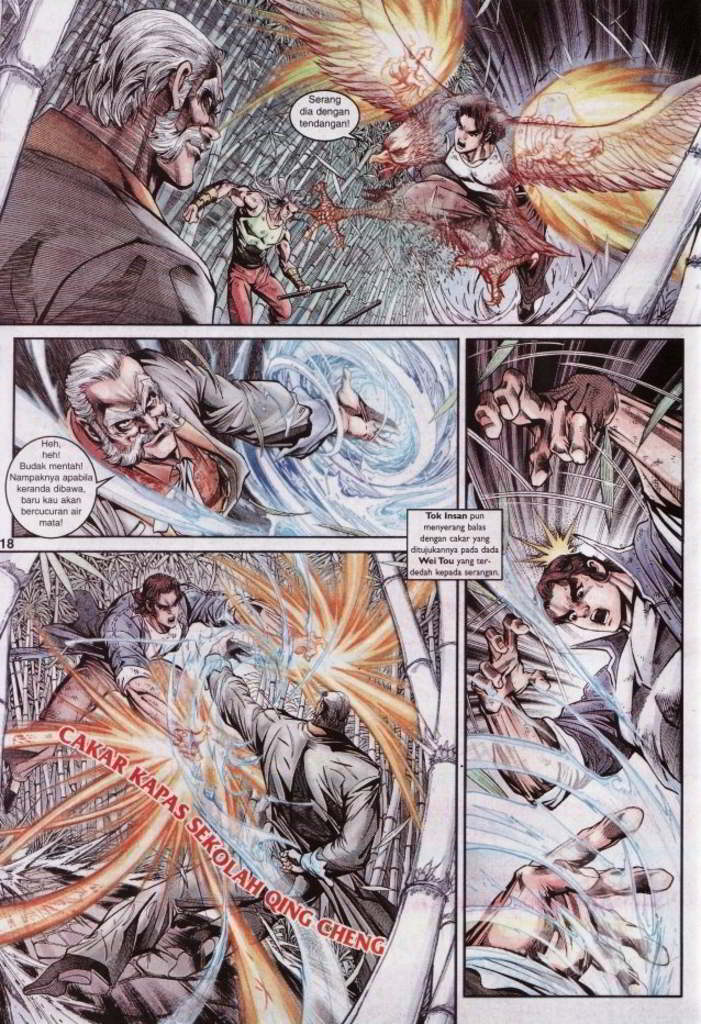 Serang
dia dengan
tendangan!
Heh,
heh!
Budak mentah!
Nampaknya apabila
keranda dibawa,
baru kau akan
bercucuran air
mata!
Tok Insan pun
menyerang balas
dengan cakar yang
ditujukannya pada dada
Wei Tou yang ter-
dedah kepada serangan.
18
CAKAR KAPAS SEKOLAH QING CHENG